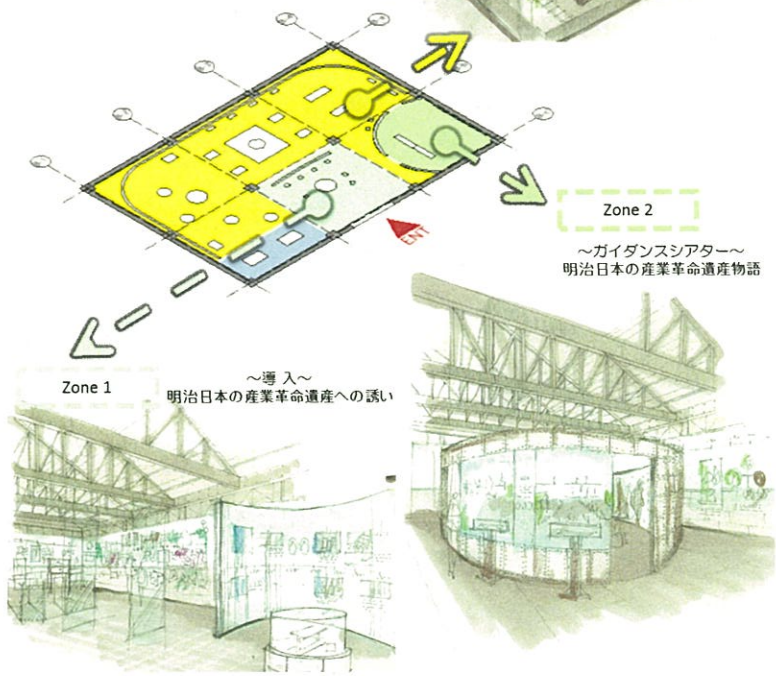 ENT
Zone 2
～ガイダンスシアター～
明治日本の産業革命遺産物語
Zone 1
～導 入～
明治日本の産業革命遺産への誘い